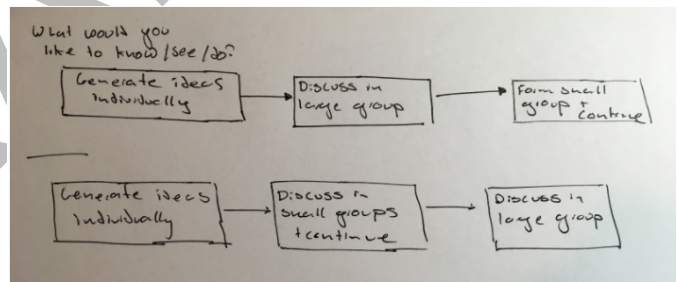 What would you
like to know/see/do?
Generate ideas
individually
Discuss in
large group
Form small
group +
continue
Generate ideas
individually
Discuss in
small groups
+ continue
Discuss in
large group